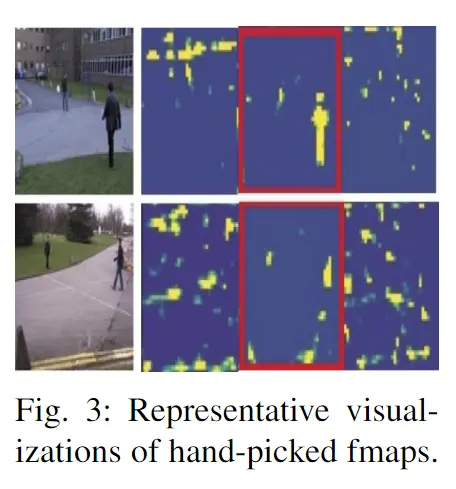 Fig. 3: Representative visual-
izations of hand-picked fmaps.